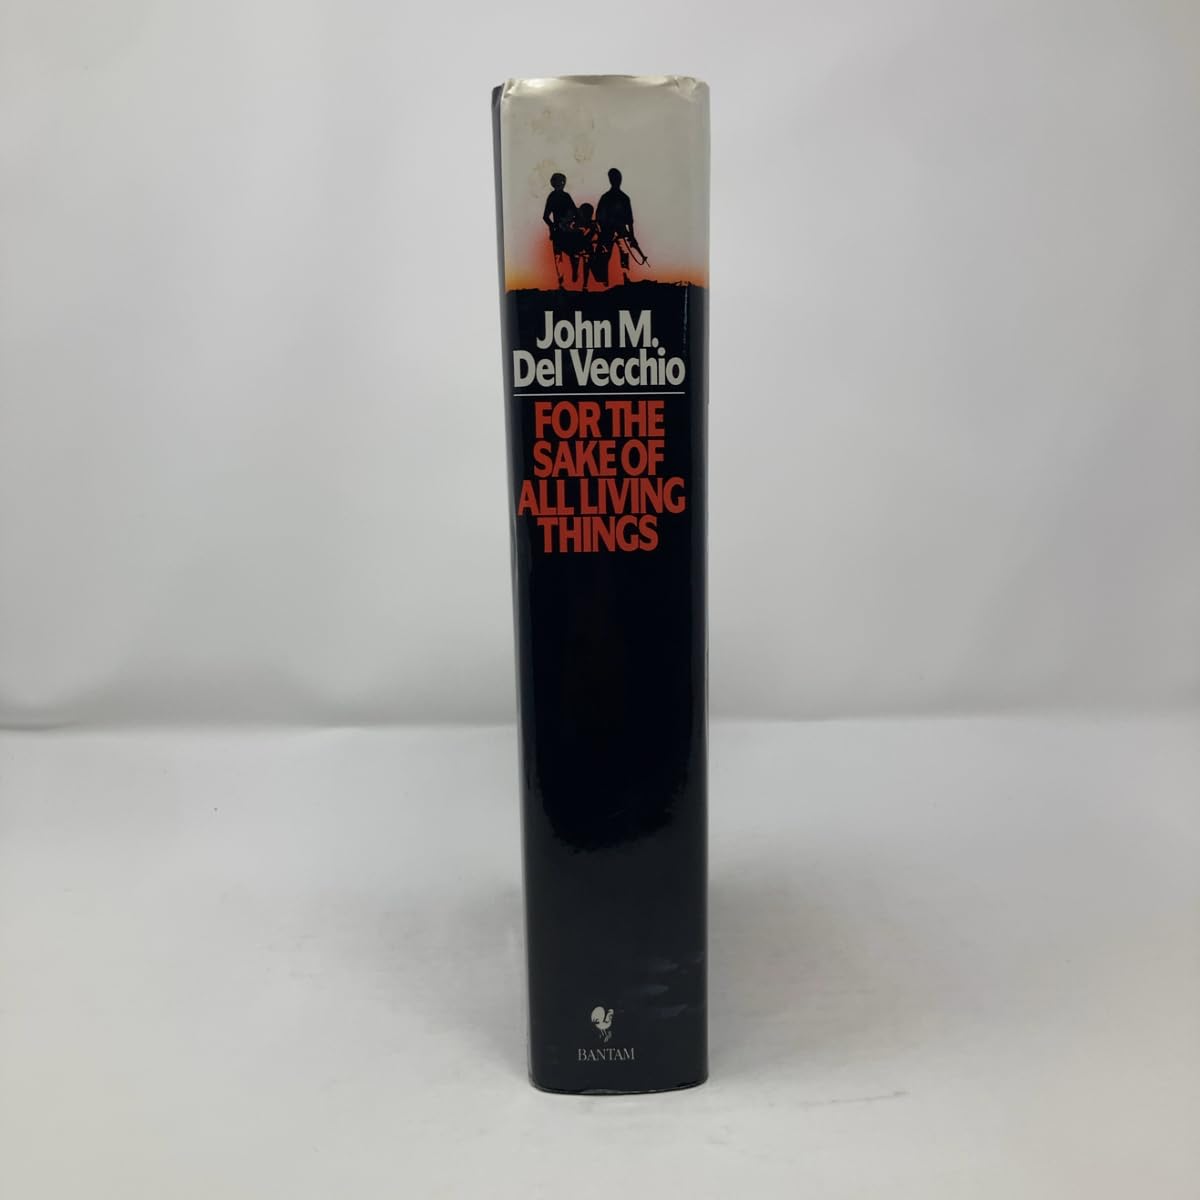 John M.
Del Vecchio
FOR THE
SAKE OF
ALL LIVING
THINGS
BANTAM